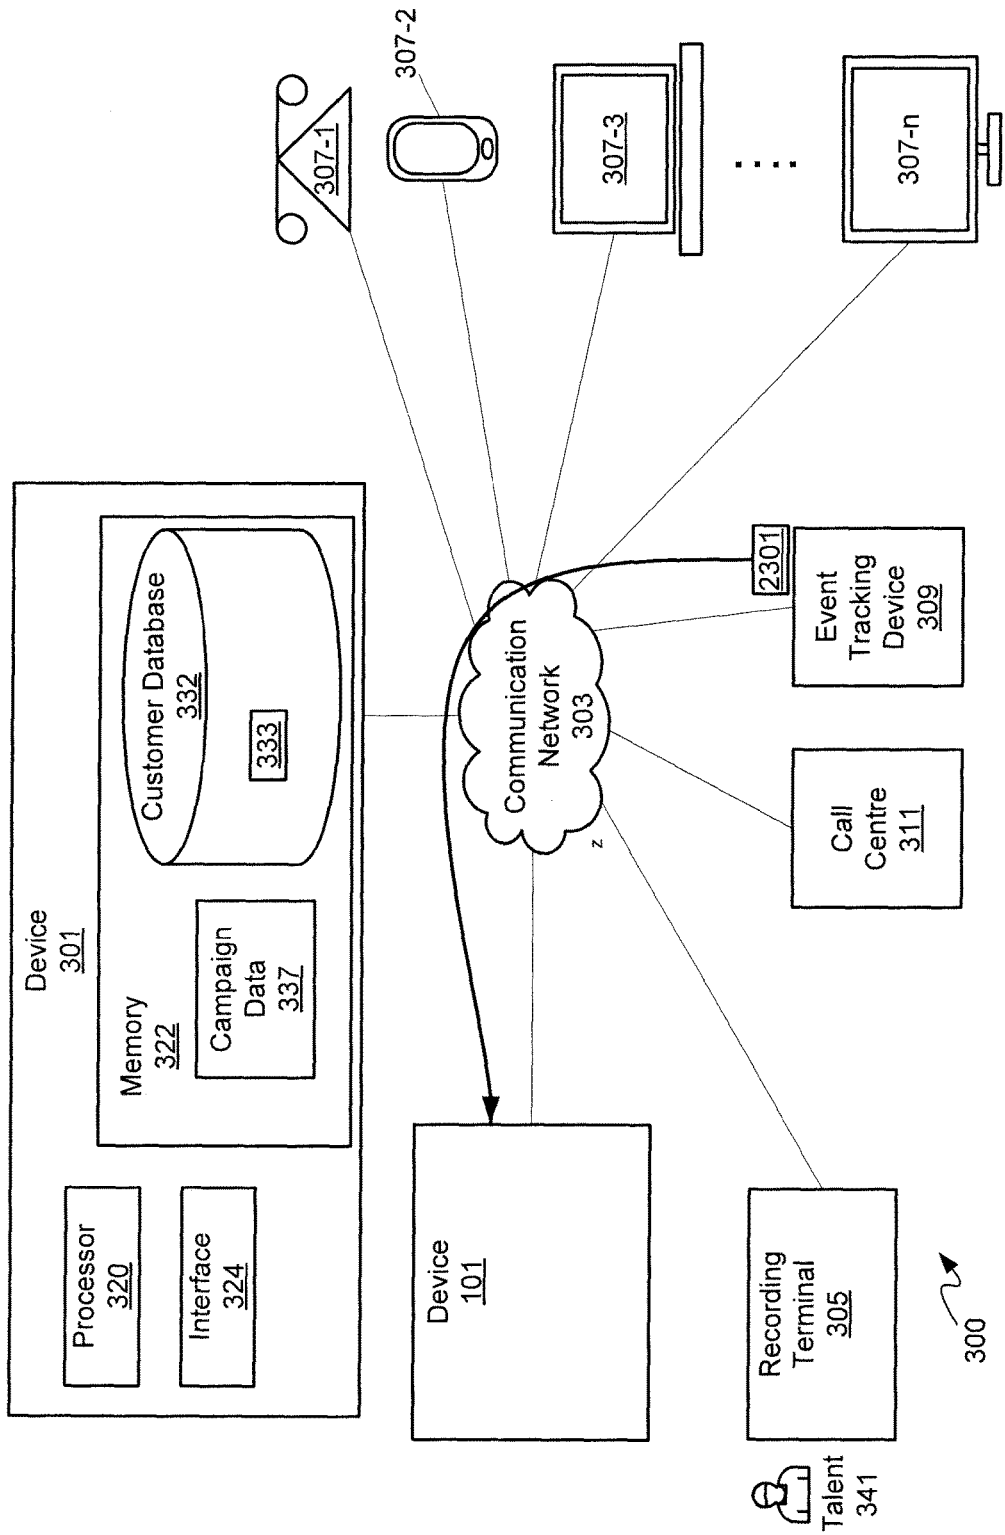 Device
301
Processor
320
Interface
324
Memory
322
Campaign
Data
337
Customer Database
332
333
Device
101
Communication
Network
303
z
307-1
307-2
307-3
307-n
Recording
Terminal
305
Talent
341
Call
Centre
311
Event
Tracking
Device
309
2301
300